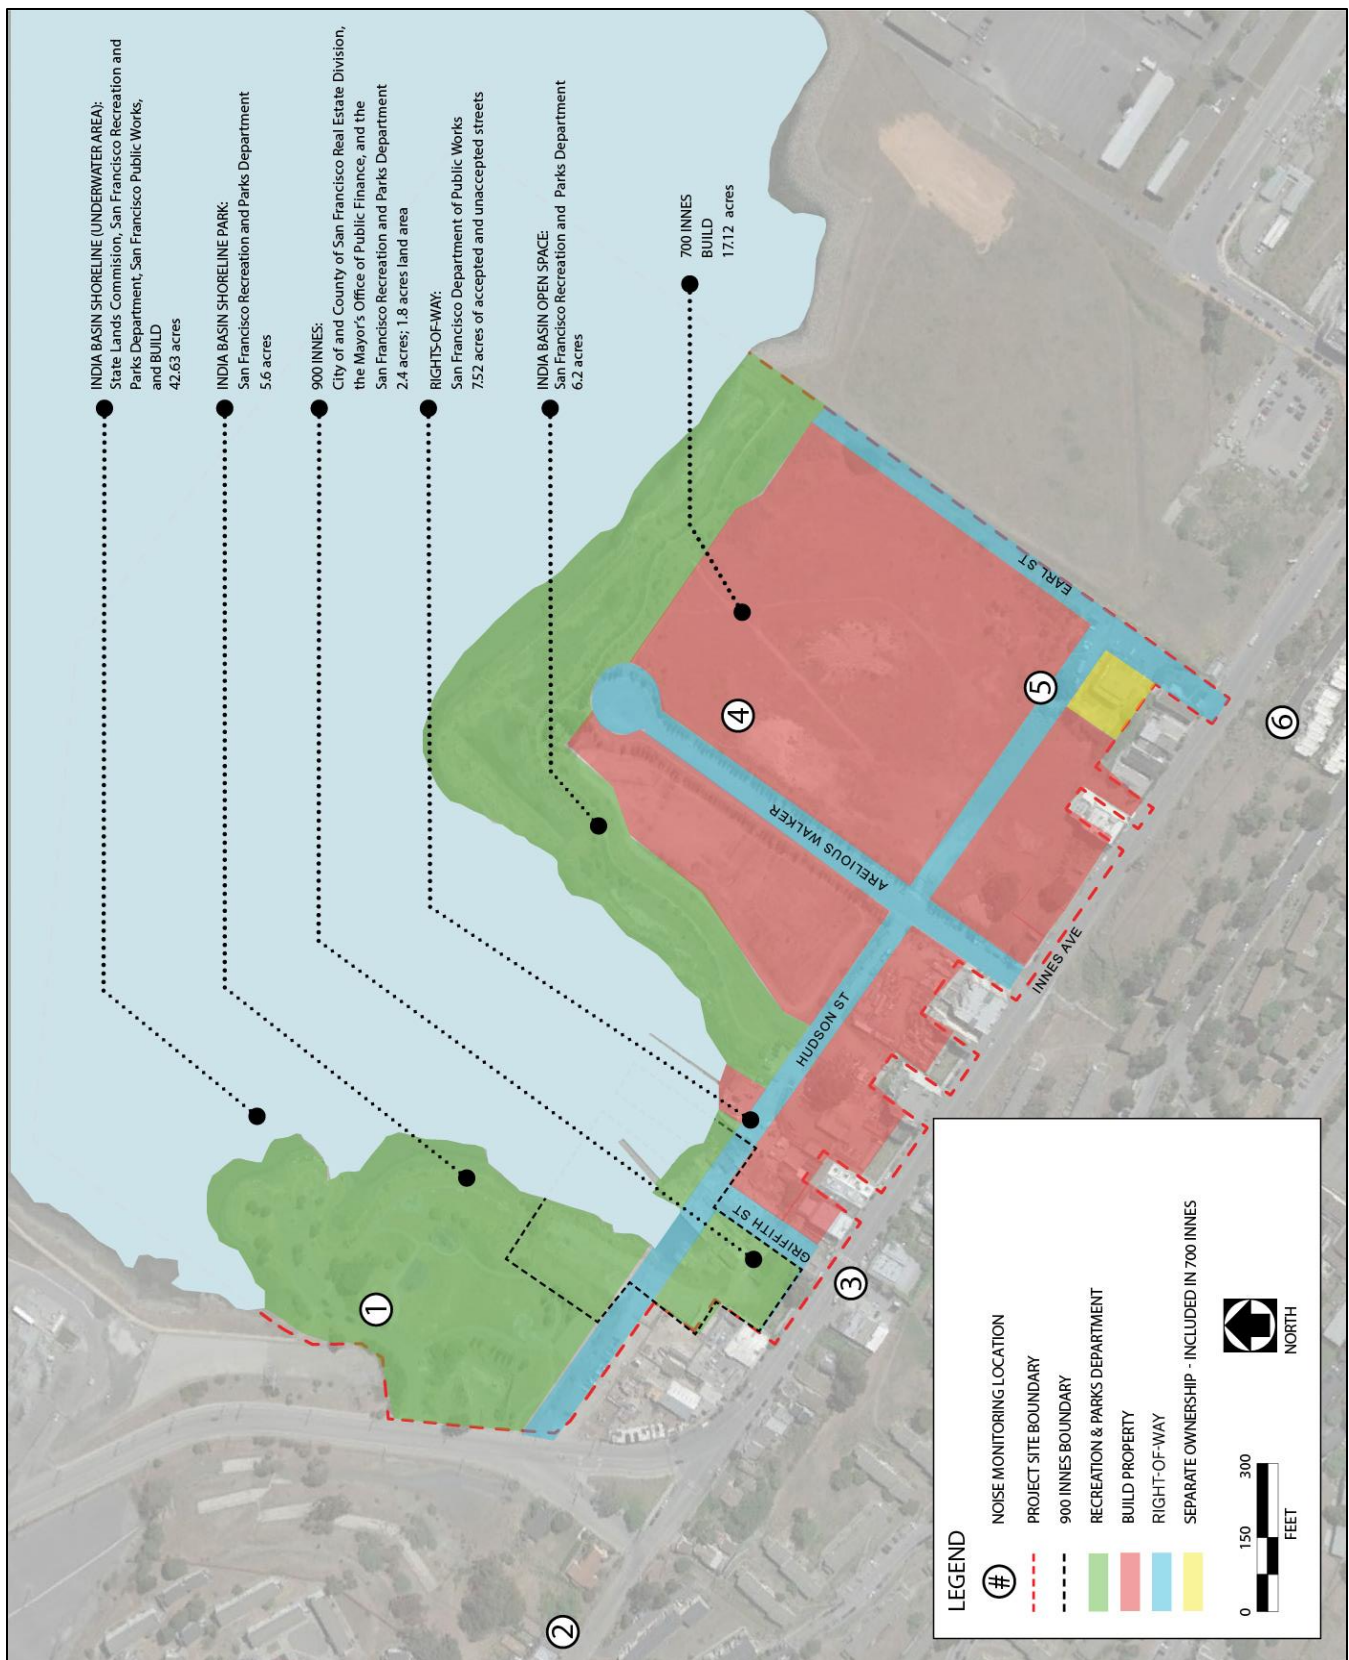 INDIA BASIN SHORELINE (UNDERWATER AREA):
State Lands Commision, San Francisco Recreation and
Parks Department, San Francisco Public Works,
and BUILD
42.63 acres
INDIA BASIN SHORELINE PARK:
San Francisco Recreation and Parks Department
5.6 acres
900 INNES:
City of and County of San Francisco Real Estate Division,
the Mayor's Office of Public Finance, and the
San Francisco Recreation and Parks Department
2.4 acres; 1.8 acres land area
RIGHTS-OF-WAY:
San Francisco Department of Public Works
7.52 acres of accepted and unaccepted streets
INDIA BASIN OPEN SPACE:
San Francisco Recreation and Parks Department
6.2 acres
700 INNES
BUILD
17.12 acres
1
2
3
4
5
6
EARL ST
ARELIOUS WALKER
HUDSON ST
INNES AVE
GRIFFITH ST
LEGEND
# NOISE MONITORING LOCATION
PROJECT SITE BOUNDARY
900 INNES BOUNDARY
RECREATION & PARKS DEPARTMENT
BUILD PROPERTY
RIGHT-OF-WAY
SEPARATE OWNERSHIP - INCLUDED IN 700 INNES
0 150 300
FEET
NORTH